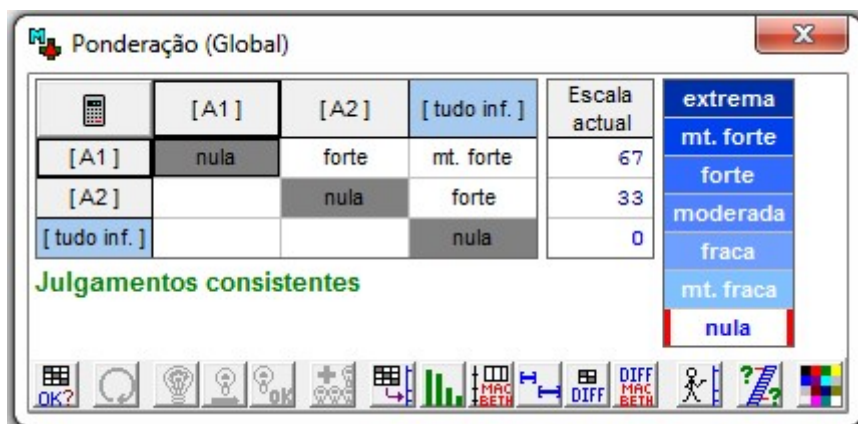 Ponderação (Global)
[ A1 ] [ A2 ] [ tudo inf. ] Escala actual
[ A1 ] nula forte mt. forte 67
[ A2 ] nula forte 33
[ tudo inf. ] nula 0
extrema
mt. forte
forte
moderada
fraca
mt. fraca
nula
Julgamentos consistentes
OK? OK MAC BETH DIFF DIFF MAC BETH ? ?